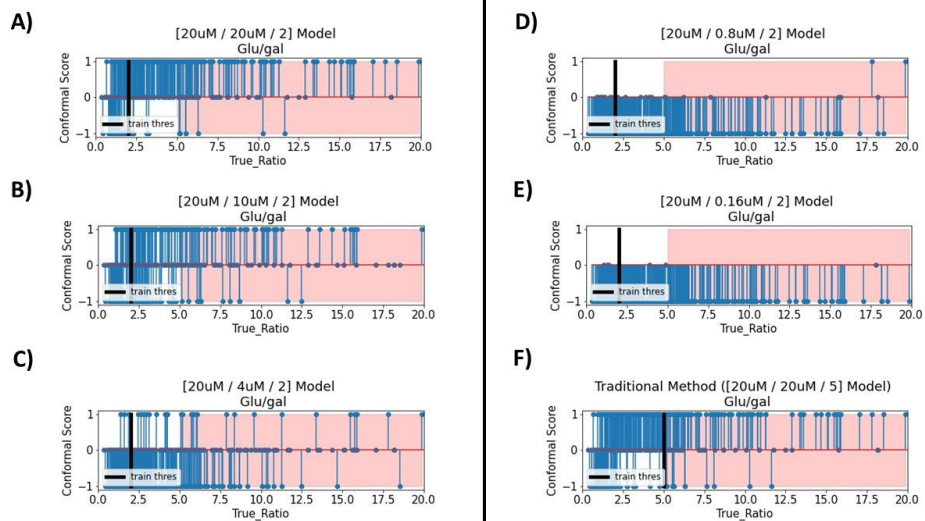 A)
[20uM / 20uM / 2] Model
Glu/gal
Conformal Score
1
0
−1
train thres
0.0 2.5 5.0 7.5 10.0 12.5 15.0 17.5 20.0
True_Ratio
B)
[20uM / 10uM / 2] Model
Glu/gal
Conformal Score
1
0
−1
train thres
0.0 2.5 5.0 7.5 10.0 12.5 15.0 17.5 20.0
True_Ratio
C)
[20uM / 4uM / 2] Model
Glu/gal
Conformal Score
1
0
−1
train thres
0.0 2.5 5.0 7.5 10.0 12.5 15.0 17.5 20.0
True_Ratio
D)
[20uM / 0.8uM / 2] Model
Glu/gal
Conformal Score
1
0
−1
train thres
0.0 2.5 5.0 7.5 10.0 12.5 15.0 17.5 20.0
True_Ratio
E)
[20uM / 0.16uM / 2] Model
Glu/gal
Conformal Score
1
0
−1
train thres
0.0 2.5 5.0 7.5 10.0 12.5 15.0 17.5 20.0
True_Ratio
F)
Traditional Method ([20uM / 20uM / 5] Model)
Glu/gal
Conformal Score
1
0
−1
train thres
0.0 2.5 5.0 7.5 10.0 12.5 15.0 17.5 20.0
True_Ratio